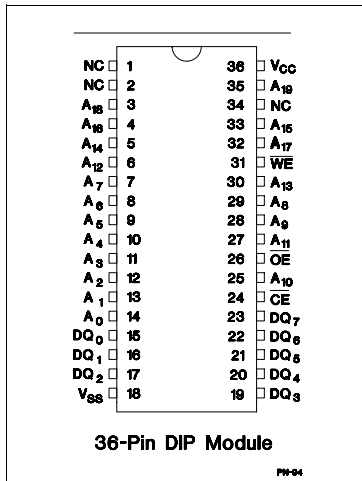 NC 1 36 VCC
NC 2 35 A19
A18 3 34 NC
A16 4 33 A15
A14 5 32 A17
A12 6 31 WE
A7 7 30 A13
A6 8 29 A8
A5 9 28 A9
A4 10 27 A11
A3 11 26 OE
A2 12 25 A10
A1 13 24 CE
A0 14 23 DQ7
DQ0 15 22 DQ6
DQ1 16 21 DQ5
DQ2 17 20 DQ4
VSS 18 19 DQ3
36-Pin DIP Module
PN-94